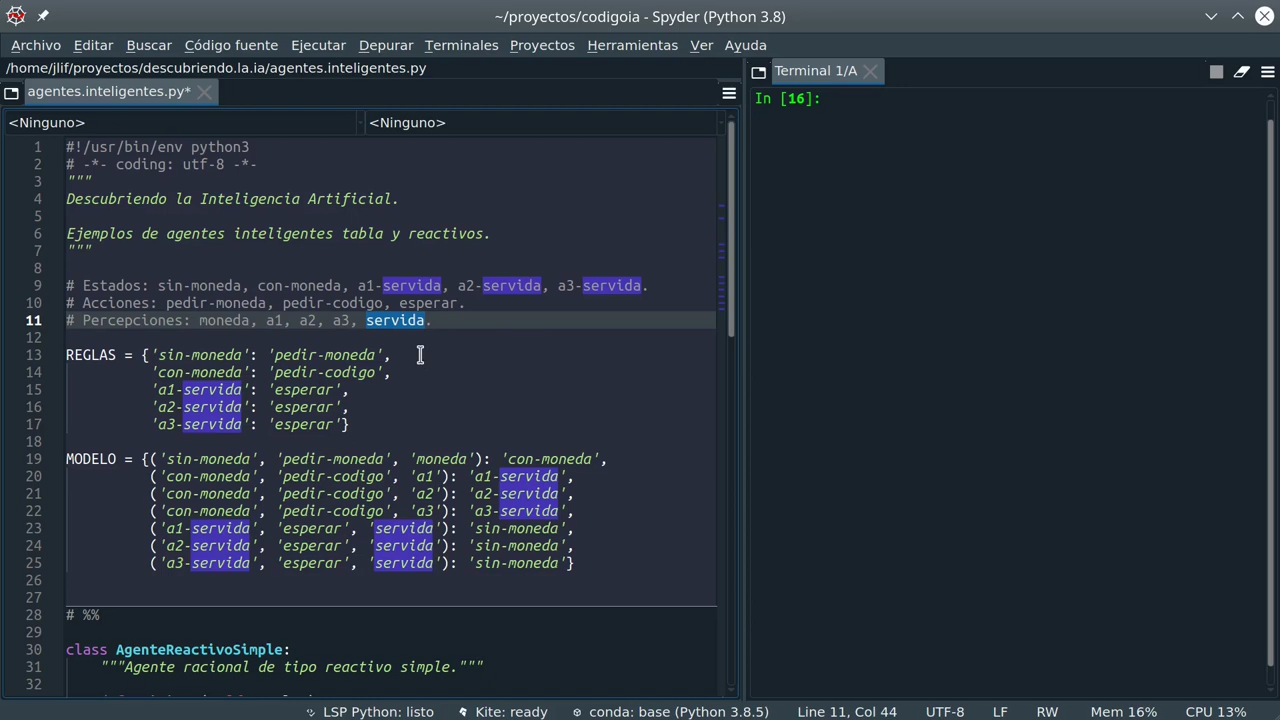 ~/proyectos/codigoia - Spyder (Python 3.8)
Archivo Editar Buscar Código fuente Ejecutar Depurar Terminales Proyectos Herramientas Ver Ayuda
/home/jlif/proyectos/descubriendo.la.ia/agentes.inteligentes.py
agentes.inteligentes.py*
<Ninguno> <Ninguno>
1 #!/usr/bin/env python3
2 # -*- coding: utf-8 -*-
3 """
4 Descubriendo la Inteligencia Artificial.
5
6 Ejemplos de agentes inteligentes tabla y reactivos.
7 """
8
9 # Estados: sin-moneda, con-moneda, a1-servida, a2-servida, a3-servida.
10 # Acciones: pedir-moneda, pedir-codigo, esperar.
11 # Percepciones: moneda, a1, a2, a3, servida.
12
13 REGLAS = {'sin-moneda': 'pedir-moneda',
14 'con-moneda': 'pedir-codigo',
15 'a1-servida': 'esperar',
16 'a2-servida': 'esperar',
17 'a3-servida': 'esperar'}
18
19 MODELO = {('sin-moneda', 'pedir-moneda', 'moneda'): 'con-moneda',
20 ('con-moneda', 'pedir-codigo', 'a1'): 'a1-servida',
21 ('con-moneda', 'pedir-codigo', 'a2'): 'a2-servida',
22 ('con-moneda', 'pedir-codigo', 'a3'): 'a3-servida',
23 ('a1-servida', 'esperar', 'servida'): 'sin-moneda',
24 ('a2-servida', 'esperar', 'servida'): 'sin-moneda',
25 ('a3-servida', 'esperar', 'servida'): 'sin-moneda'}
26
27
28 # %%
29
30 class AgenteReactivoSimple:
31 """Agente racional de tipo reactivo simple."""
32
Terminal 1/A
In [16]:
LSP Python: listo Kite: ready conda: base (Python 3.8.5) Line 11, Col 44 UTF-8 LF RW Mem 16% CPU 13%